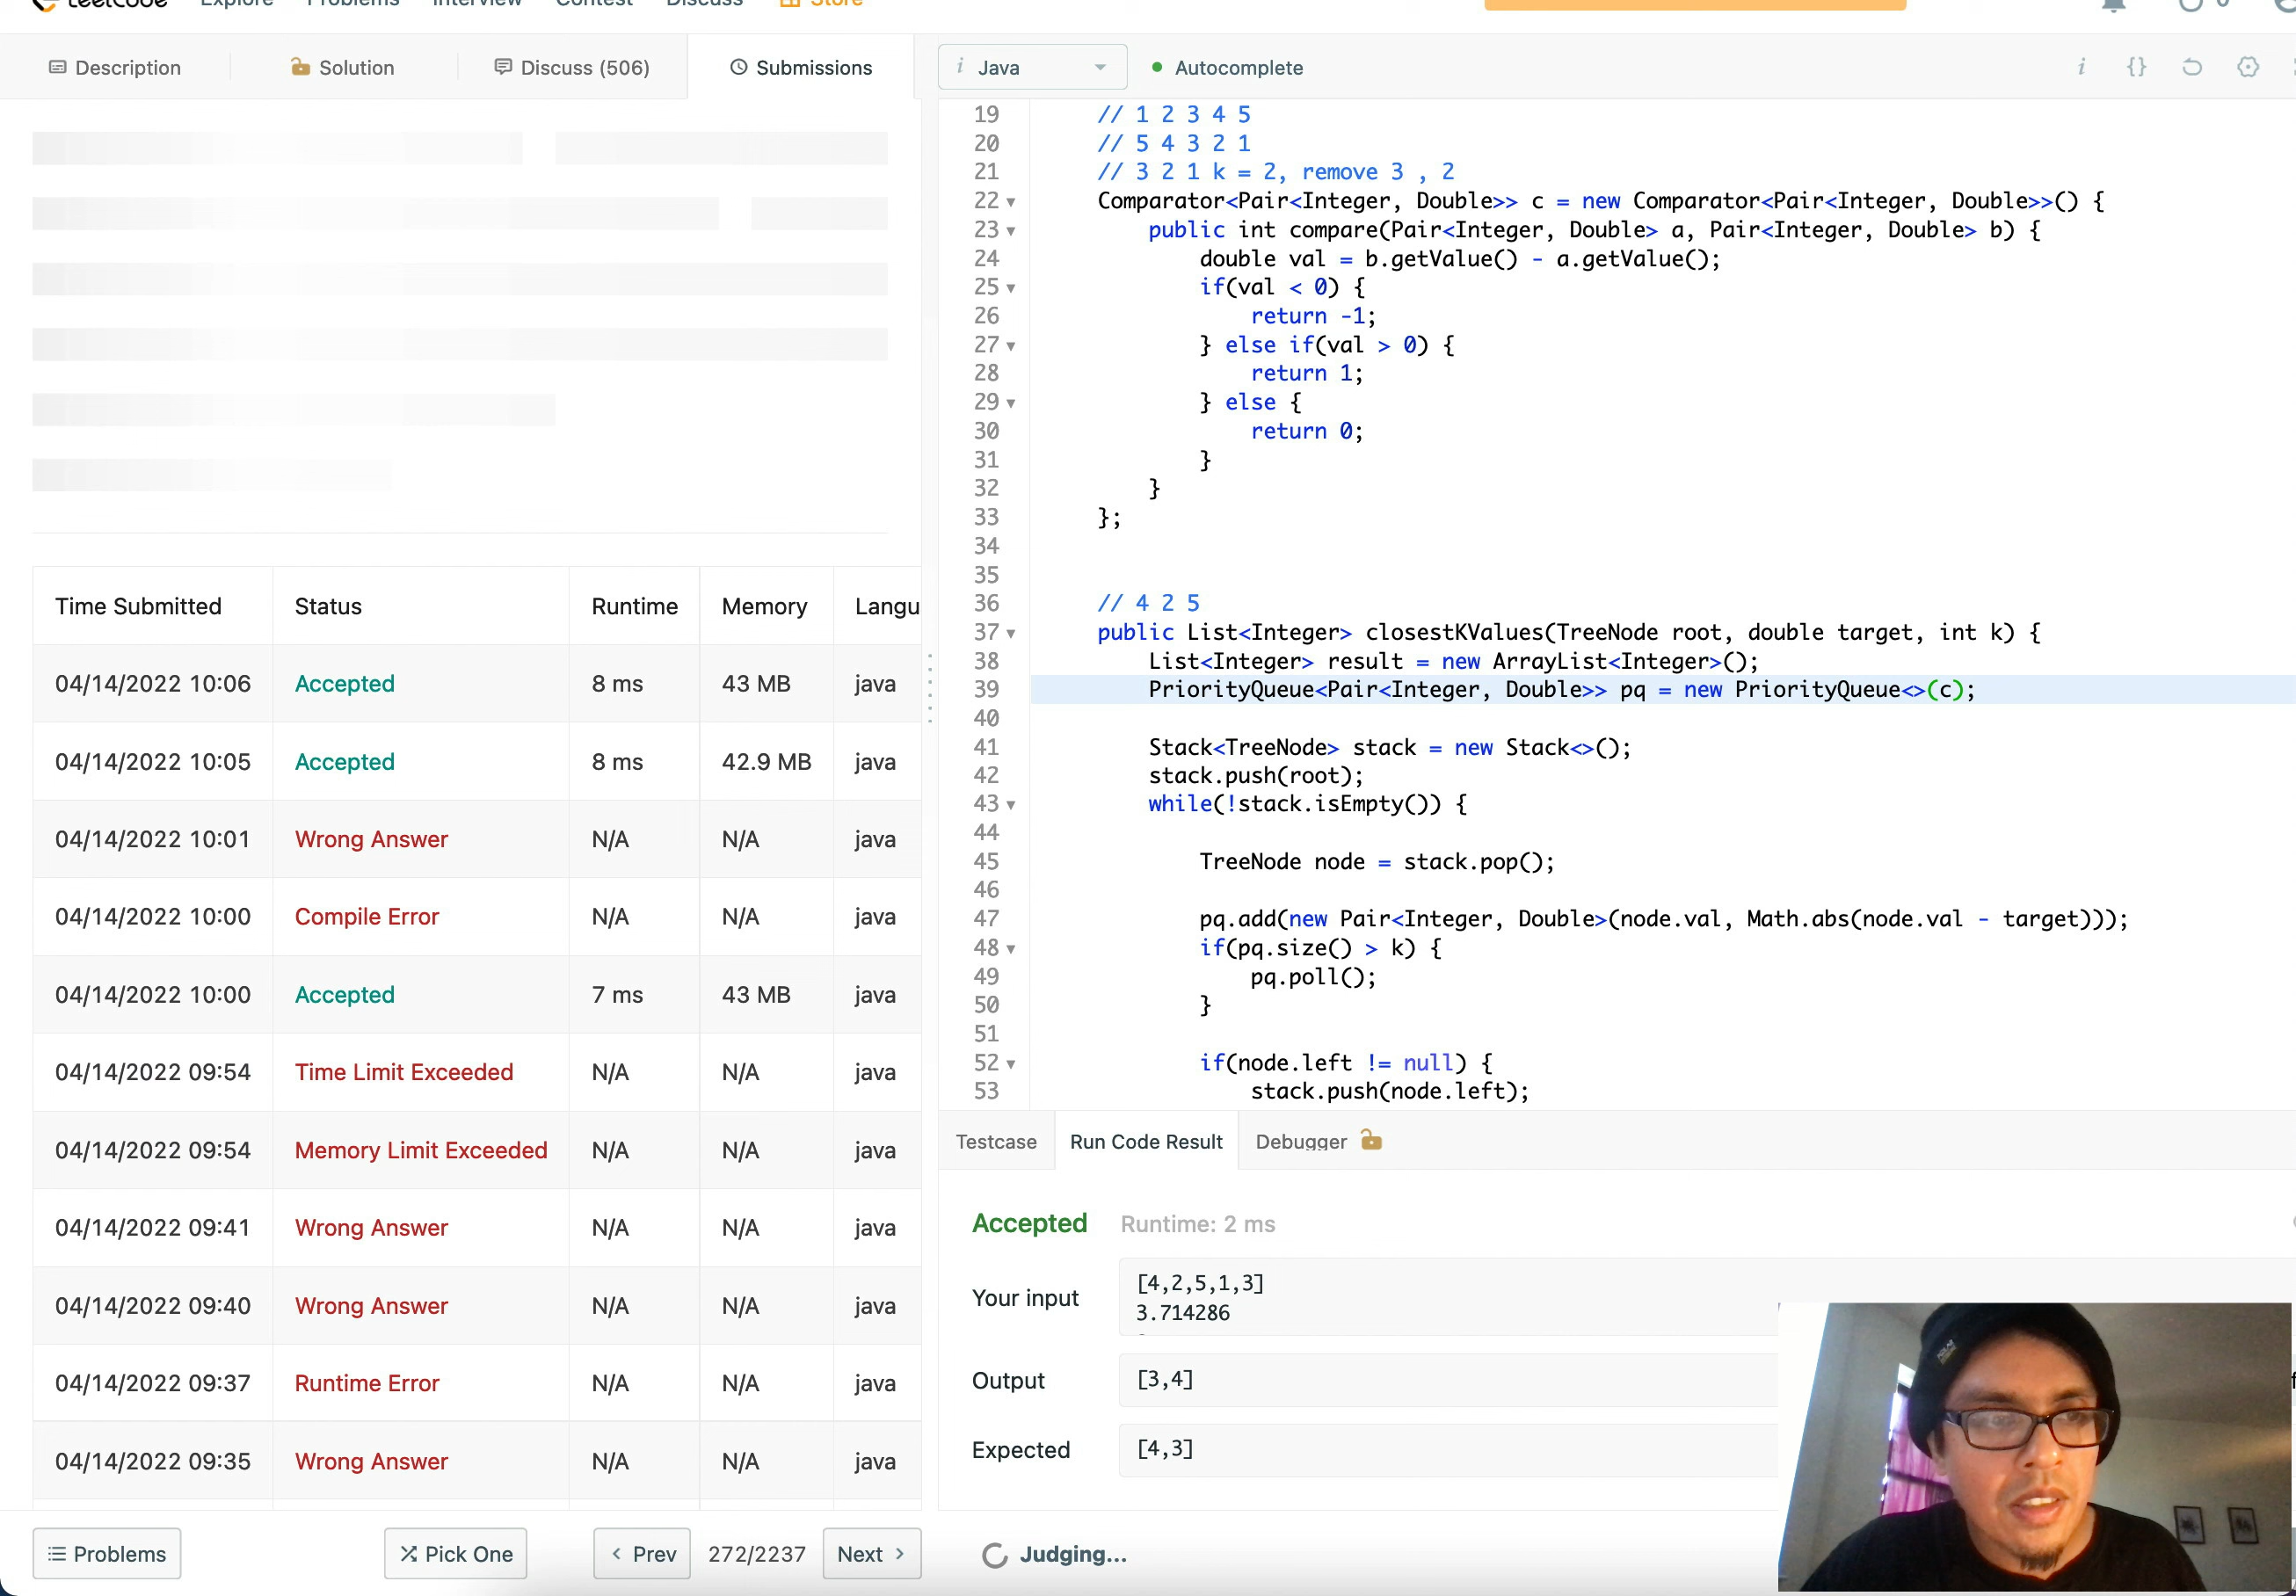 LeetCode Explore Problems Interview Contest Discuss Store
Description Solution Discuss (506) Submissions
i Java Autocomplete
i {}
19 // 1 2 3 4 5
20 // 5 4 3 2 1
21 // 3 2 1 k = 2, remove 3 , 2
22 Comparator<Pair<Integer, Double>> c = new Comparator<Pair<Integer, Double>>() {
23 public int compare(Pair<Integer, Double> a, Pair<Integer, Double> b) {
24 double val = b.getValue() - a.getValue();
25 if(val < 0) {
26 return -1;
27 } else if(val > 0) {
28 return 1;
29 } else {
30 return 0;
31 }
32 }
33 };
34
35
36 // 4 2 5
37 public List<Integer> closestKValues(TreeNode root, double target, int k) {
38 List<Integer> result = new ArrayList<Integer>();
39 PriorityQueue<Pair<Integer, Double>> pq = new PriorityQueue<>(c);
40
41 Stack<TreeNode> stack = new Stack<>();
42 stack.push(root);
43 while(!stack.isEmpty()) {
44
45 TreeNode node = stack.pop();
46
47 pq.add(new Pair<Integer, Double>(node.val, Math.abs(node.val - target)));
48 if(pq.size() > k) {
49 pq.poll();
50 }
51
52 if(node.left != null) {
53 stack.push(node.left);
Time Submitted Status Runtime Memory Langu
04/14/2022 10:06 Accepted 8 ms 43 MB java
04/14/2022 10:05 Accepted 8 ms 42.9 MB java
04/14/2022 10:01 Wrong Answer N/A N/A java
04/14/2022 10:00 Compile Error N/A N/A java
04/14/2022 10:00 Accepted 7 ms 43 MB java
04/14/2022 09:54 Time Limit Exceeded N/A N/A java
04/14/2022 09:54 Memory Limit Exceeded N/A N/A java
04/14/2022 09:41 Wrong Answer N/A N/A java
04/14/2022 09:40 Wrong Answer N/A N/A java
04/14/2022 09:37 Runtime Error N/A N/A java
04/14/2022 09:35 Wrong Answer N/A N/A java
Testcase Run Code Result Debugger
Accepted Runtime: 2 ms
Your input
[4,2,5,1,3]
3.714286
Output [3,4]
Expected [4,3]
Problems Pick One Prev 272/2237 Next Judging...